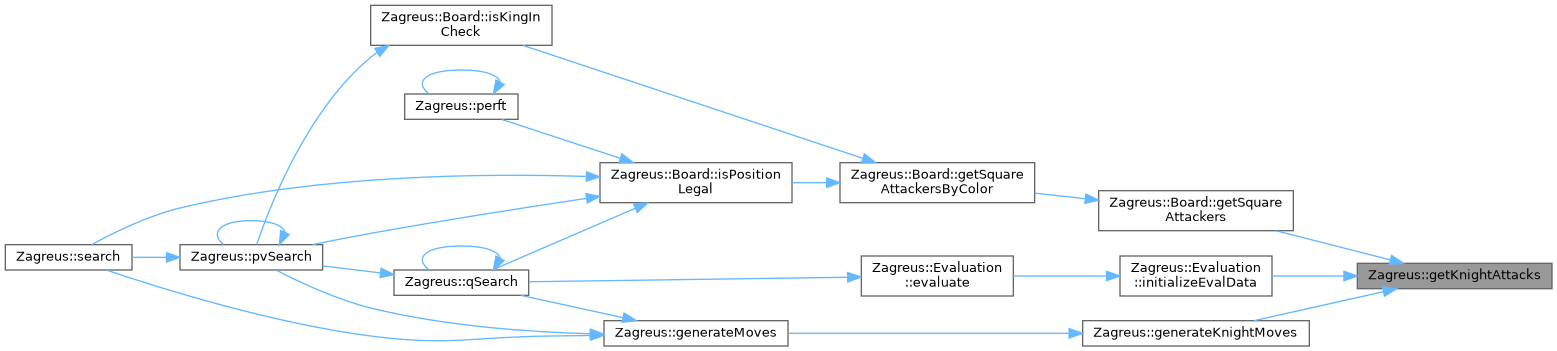 Zagreus::Board::isKingIn
Check
Zagreus::perft
Zagreus::Board::isPosition
Legal
Zagreus::Board::getSquare
AttackersByColor
Zagreus::Board::getSquare
Attackers
Zagreus::search
Zagreus::pvSearch
Zagreus::qSearch
Zagreus::Evaluation
::evaluate
Zagreus::Evaluation
::initializeEvalData
Zagreus::getKnightAttacks
Zagreus::generateMoves
Zagreus::generateKnightMoves